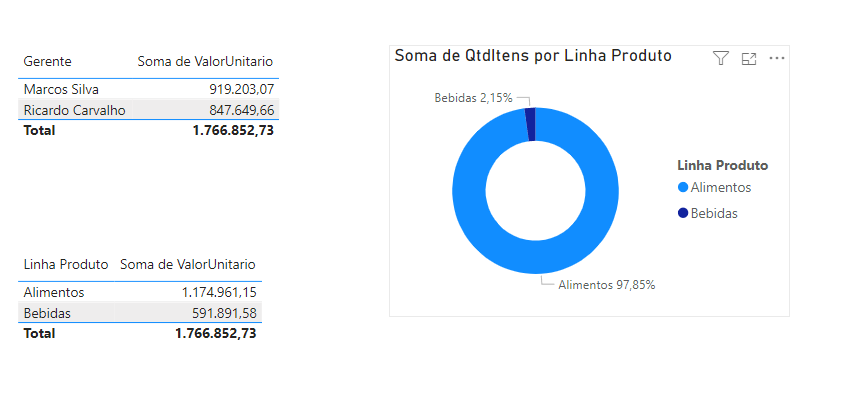 Gerente Soma de ValorUnitario
Marcos Silva 919.203,07
Ricardo Carvalho 847.649,66
Total 1.766.852,73
Linha Produto Soma de ValorUnitario
Alimentos 1.174.961,15
Bebidas 591.891,58
Total 1.766.852,73
Soma de QtdItens por Linha Produto
Bebidas 2,15%
Alimentos 97,85%
Linha Produto
Alimentos
Bebidas